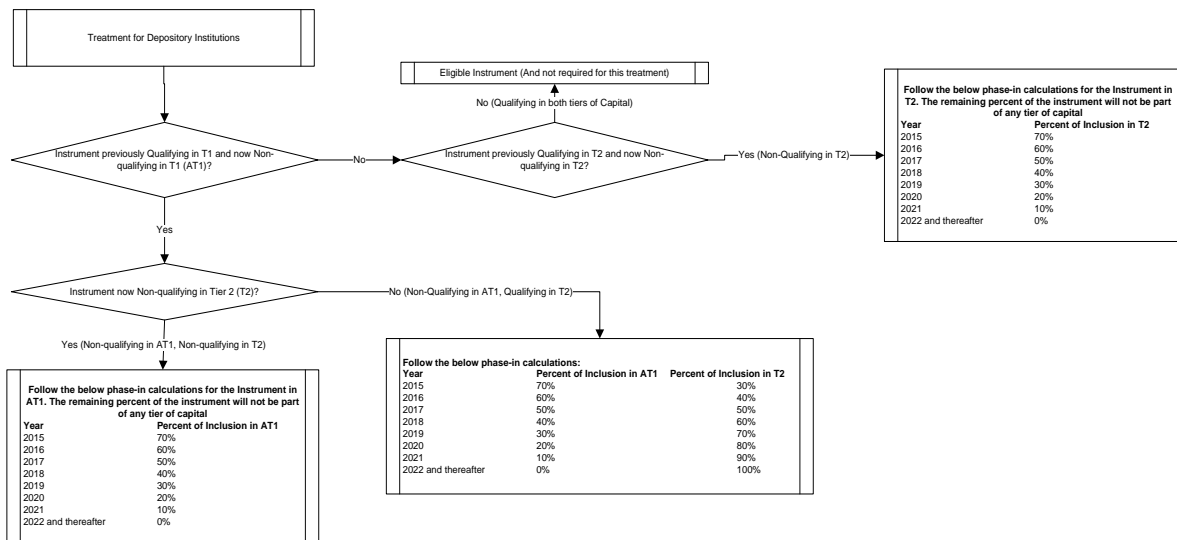 Treatment for Depository Institutions
Eligible Instrument (And not required for this treatment)
No (Qualifying in both tiers of Capital)
Instrument previously Qualifying in T1 and now Non-
qualifying in T1 (AT1)?
No
Instrument previously Qualifying in T2 and now Non-
qualifying in T2?
Yes (Non-Qualifying in T2)
Follow the below phase-in calculations for the Instrument in
T2. The remaining percent of the instrument will not be part
of any tier of capital
Year Percent of Inclusion in T2
2015 70%
2016 60%
2017 50%
2018 40%
2019 30%
2020 20%
2021 10%
2022 and thereafter 0%
Yes
Instrument now Non-qualifying in Tier 2 (T2)?
No (Non-Qualifying in AT1, Qualifying in T2)
Yes (Non-qualifying in AT1, Non-qualifying in T2)
Follow the below phase-in calculations for the Instrument in
AT1. The remaining percent of the instrument will not be part
of any tier of capital
Year Percent of Inclusion in AT1
2015 70%
2016 60%
2017 50%
2018 40%
2019 30%
2020 20%
2021 10%
2022 and thereafter 0%
Follow the below phase-in calculations:
Year Percent of Inclusion in AT1 Percent of Inclusion in T2
2015 70% 30%
2016 60% 40%
2017 50% 50%
2018 40% 60%
2019 30% 70%
2020 20% 80%
2021 10% 90%
2022 and thereafter 0% 100%